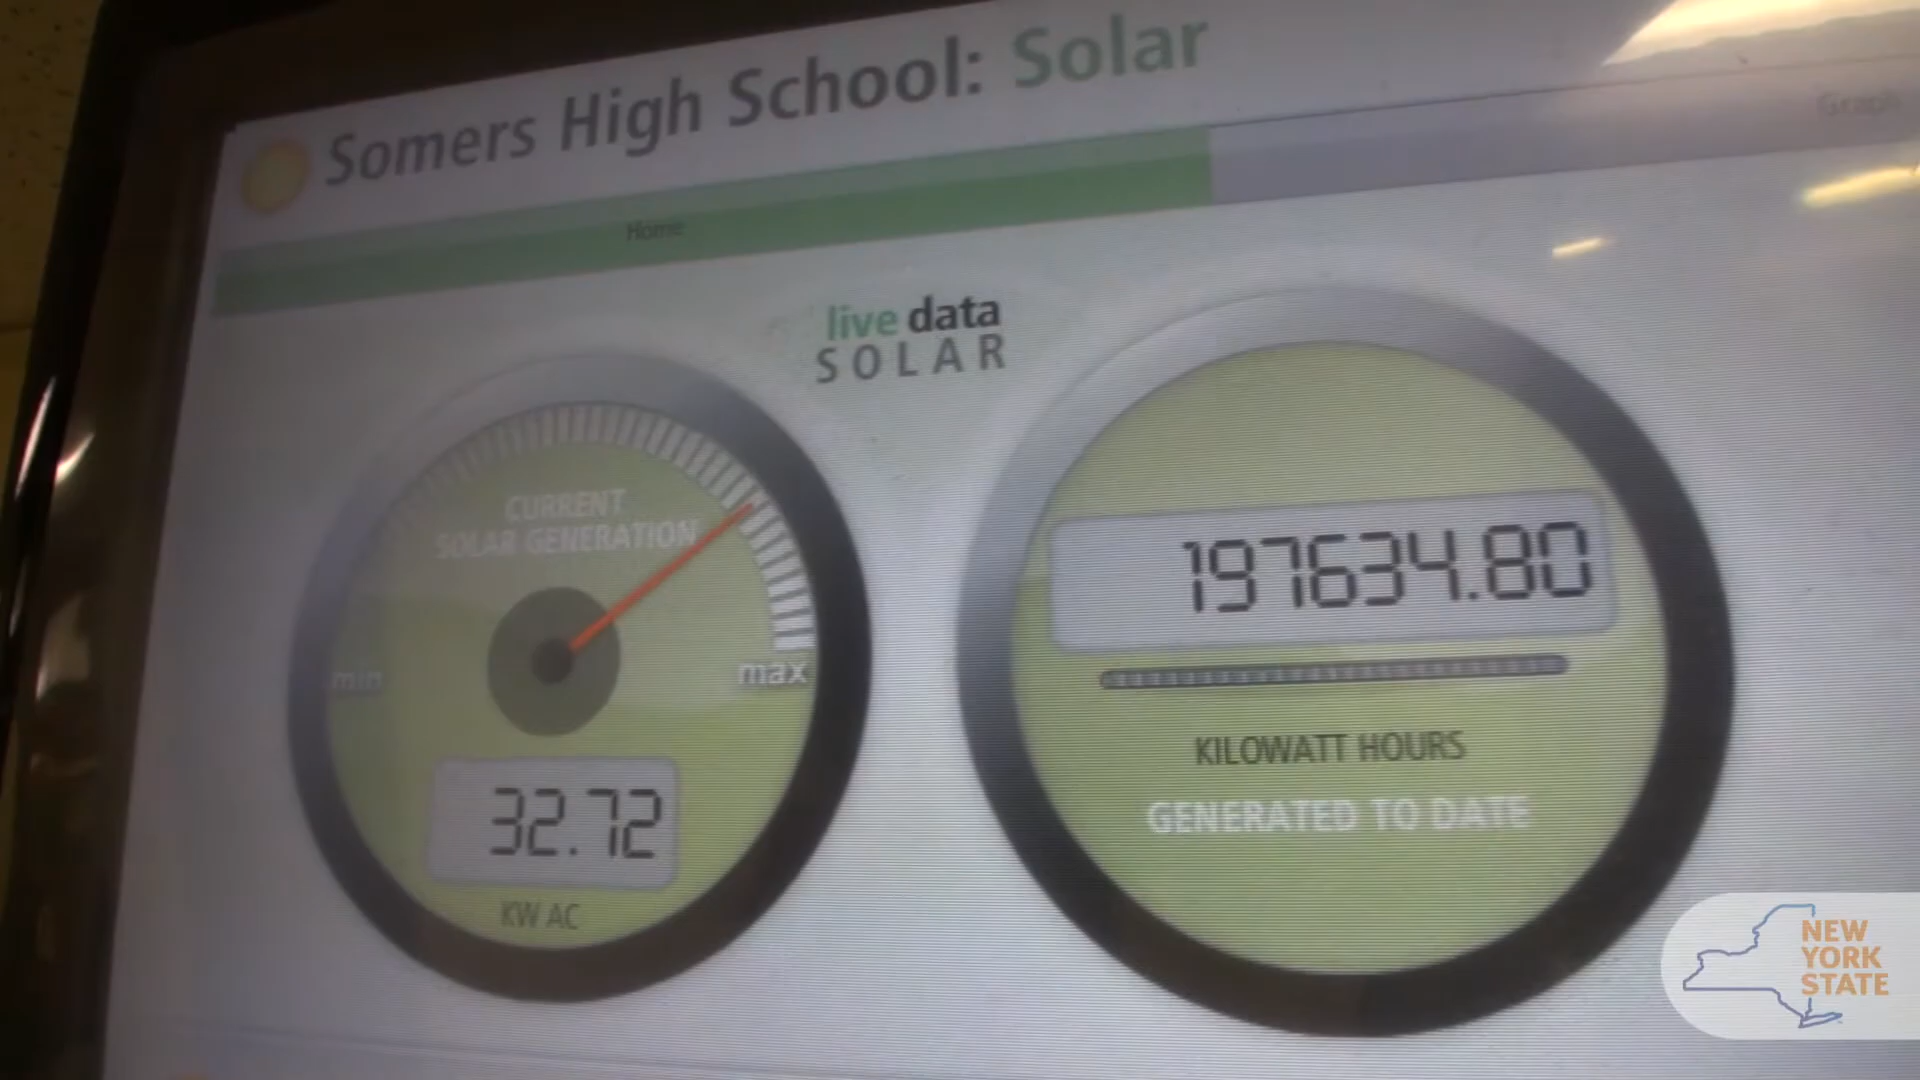 Somers High School: Solar
Graph
Home
live data
SOLAR
CURRENT
SOLAR GENERATION
min
max
32.72
KW AC
197634.80
KILOWATT HOURS
GENERATED TO DATE
NEW
YORK
STATE